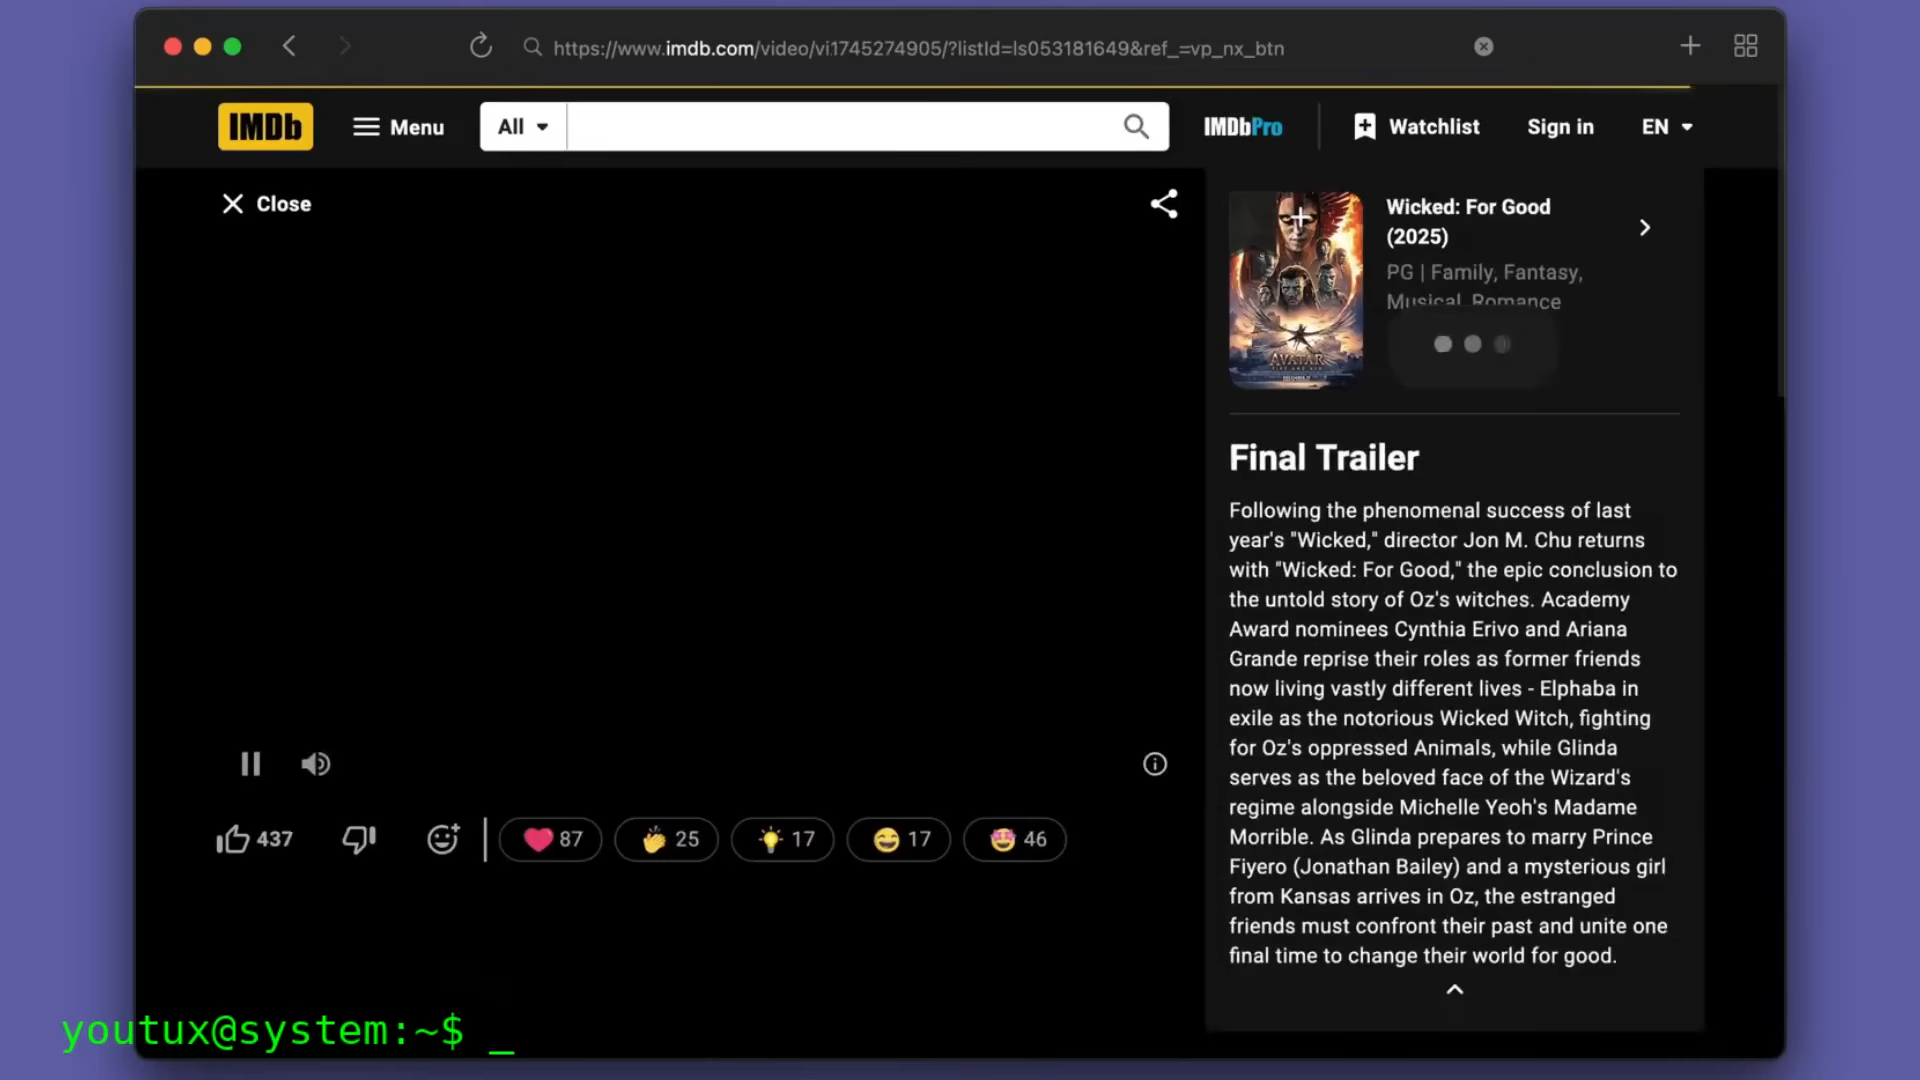 https://www.imdb.com/video/vi1745274905/?listId=ls053181649&ref_=vp_nx_btn
IMDb
Menu
All
IMDbPro
Watchlist
Sign in
EN
Close
Wicked: For Good
(2025)
PG | Family, Fantasy,
Musical, Romance
AVATAR
FIRE AND ASH
Final Trailer
Following the phenomenal success of last
year's "Wicked," director Jon M. Chu returns
with "Wicked: For Good," the epic conclusion to
the untold story of Oz's witches. Academy
Award nominees Cynthia Erivo and Ariana
Grande reprise their roles as former friends
now living vastly different lives - Elphaba in
exile as the notorious Wicked Witch, fighting
for Oz's oppressed Animals, while Glinda
serves as the beloved face of the Wizard's
regime alongside Michelle Yeoh's Madame
Morrible. As Glinda prepares to marry Prince
Fiyero (Jonathan Bailey) and a mysterious girl
from Kansas arrives in Oz, the estranged
friends must confront their past and unite one
final time to change their world for good.
437
87
25
17
17
46
youtux@system:~$ _